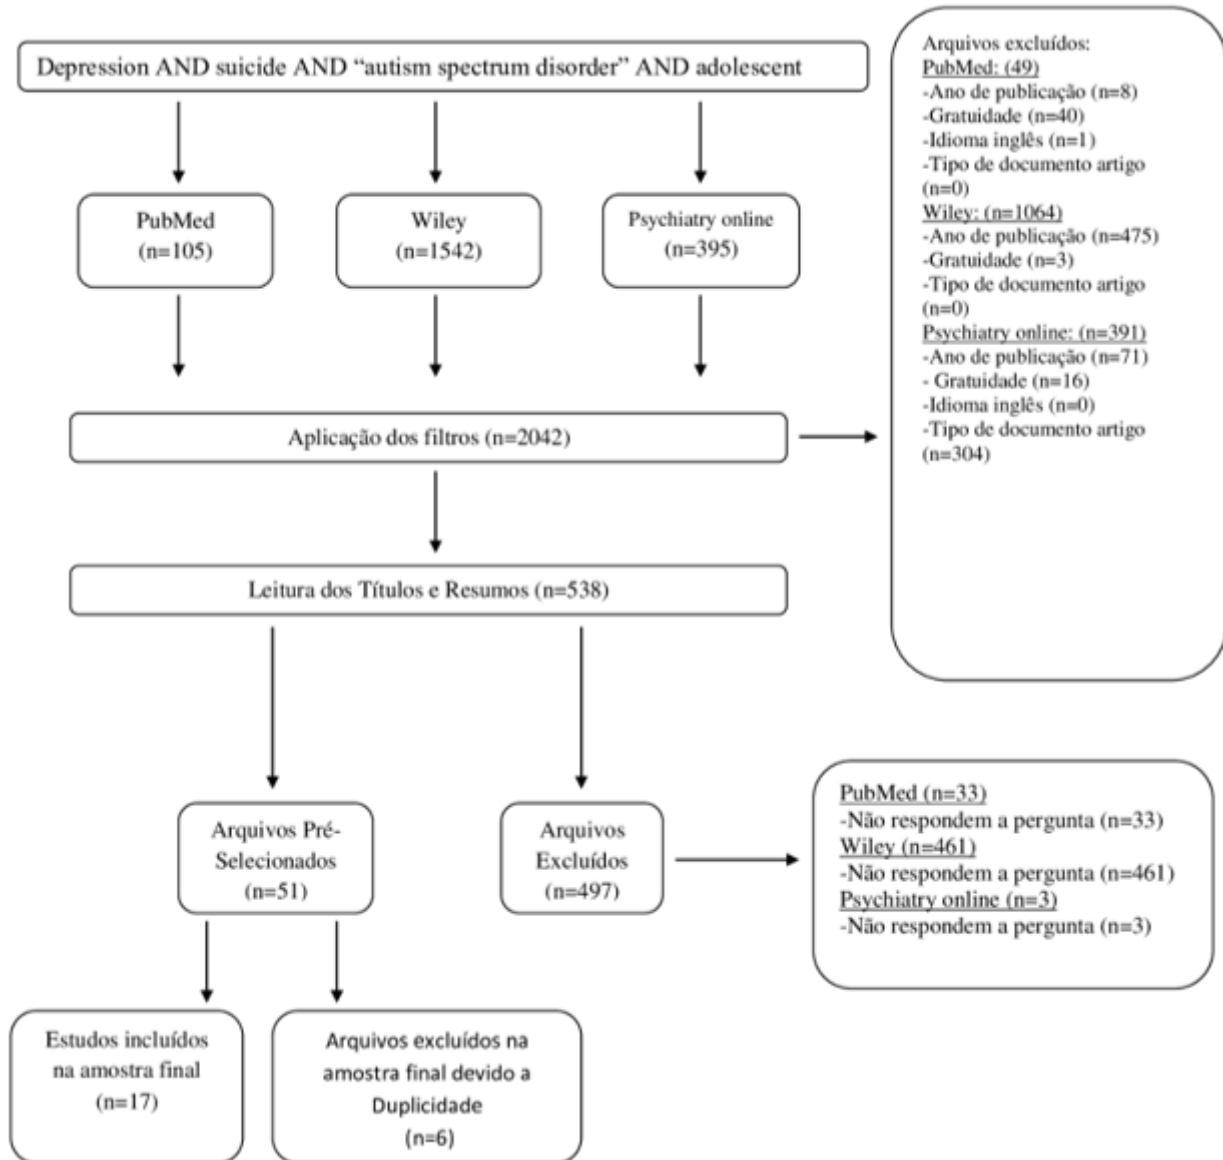 Depression AND suicide AND “autism spectrum disorder” AND adolescent
PubMed
(n=105)
Wiley
(n=1542)
Psychiatry online
(n=395)
Aplicação dos filtros (n=2042)
Arquivos excluídos:
PubMed: (49)
-Ano de publicação (n=8)
-Gratuidade (n=40)
-Idioma inglês (n=1)
-Tipo de documento artigo
(n=0)
Wiley: (n=1064)
-Ano de publicação (n=475)
-Gratuidade (n=3)
-Tipo de documento artigo
(n=0)
Psychiatry online: (n=391)
-Ano de publicação (n=71)
- Gratuidade (n=16)
-Idioma inglês (n=0)
-Tipo de documento artigo
(n=304)
Leitura dos Títulos e Resumos (n=538)
Arquivos Pré-
Selecionados
(n=51)
Arquivos
Excluídos
(n=497)
PubMed (n=33)
-Não respondem a pergunta (n=33)
Wiley (n=461)
-Não respondem a pergunta (n=461)
Psychiatry online (n=3)
-Não respondem a pergunta (n=3)
Estudos incluídos
na amostra final
(n=17)
Arquivos excluídos na
amostra final devido a
Duplicidade
(n=6)